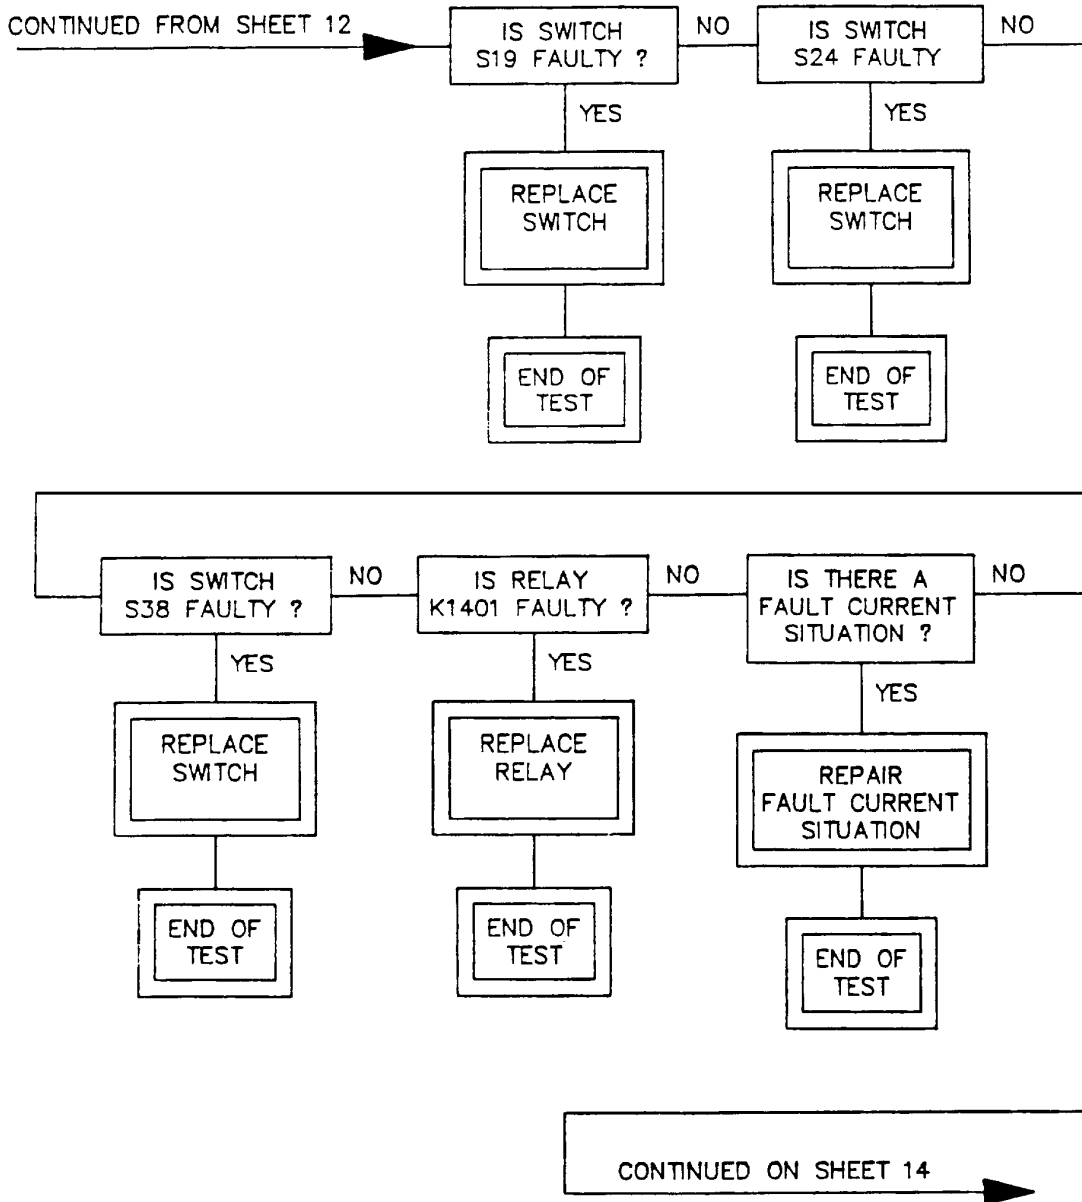 CONTINUED FROM SHEET 12
IS SWITCH
S19 FAULTY ?
NO
IS SWITCH
S24 FAULTY
NO
YES
YES
REPLACE
SWITCH
REPLACE
SWITCH
END OF
TEST
END OF
TEST
IS SWITCH
S38 FAULTY ?
NO
IS RELAY
K1401 FAULTY ?
NO
IS THERE A
FAULT CURRENT
SITUATION ?
NO
YES
YES
YES
REPLACE
SWITCH
REPLACE
RELAY
REPAIR
FAULT CURRENT
SITUATION
END OF
TEST
END OF
TEST
END OF
TEST
CONTINUED ON SHEET 14